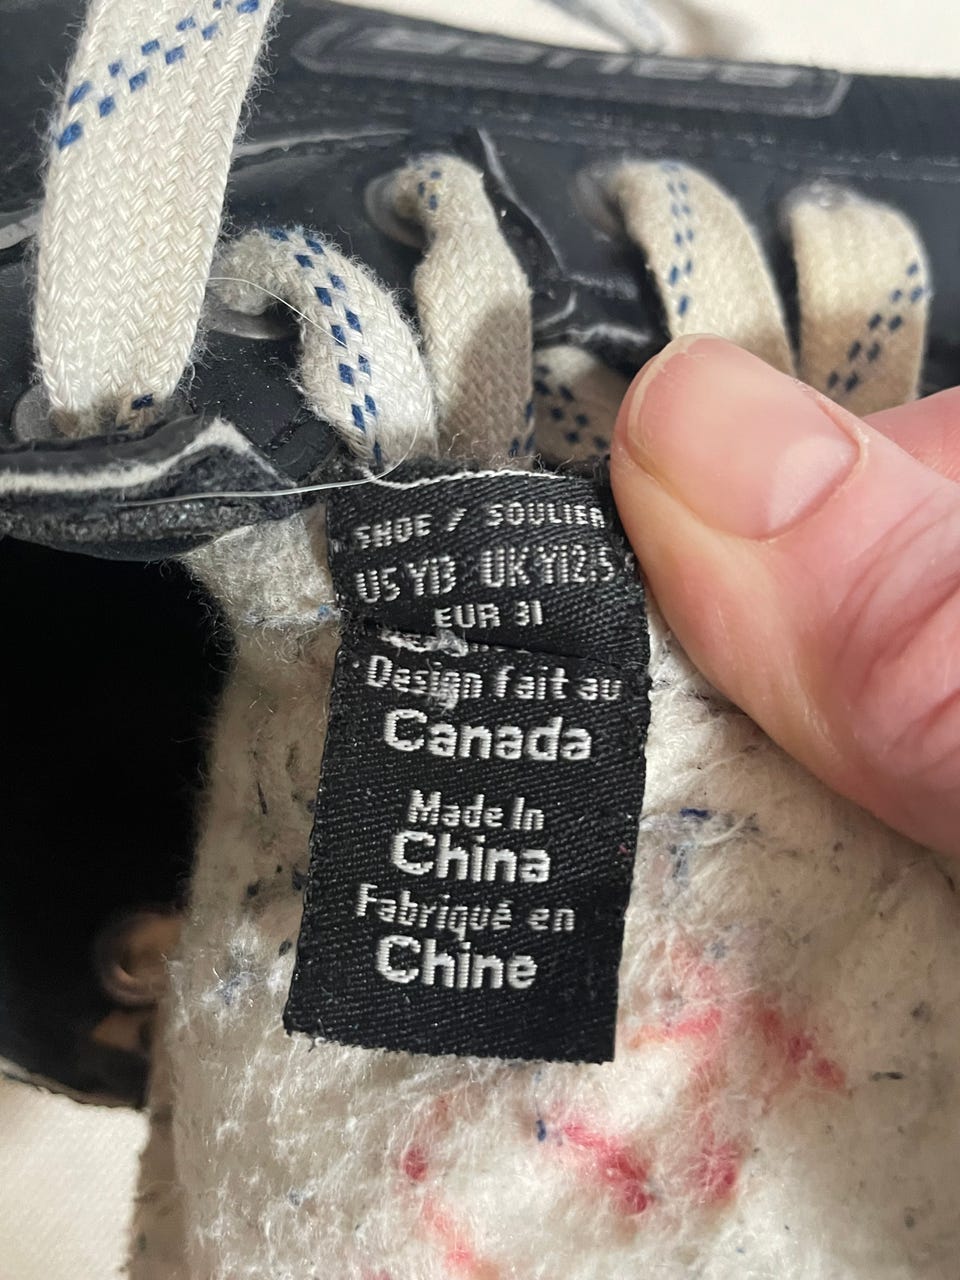 SHOE / SOULIER
US Y13 UK Y12.5
EUR 31
Design fait au
Canada
Made In
China
Fabriqué en
Chine